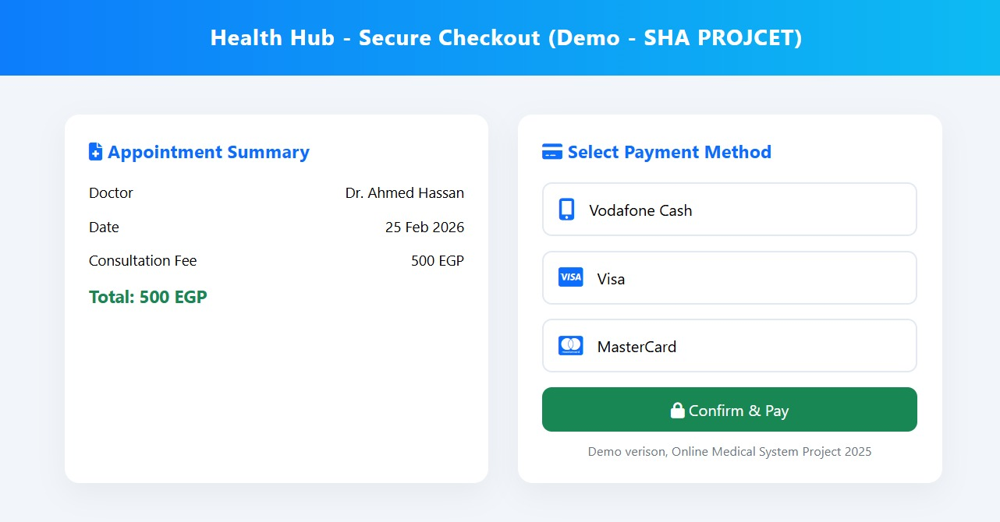 Health Hub - Secure Checkout (Demo - SHA PROJCET)
Appointment Summary
Doctor Dr. Ahmed Hassan
Date 25 Feb 2026
Consultation Fee 500 EGP
Total: 500 EGP
Select Payment Method
Vodafone Cash
VISA Visa
mastercard MasterCard
Confirm & Pay
Demo verison, Online Medical System Project 2025